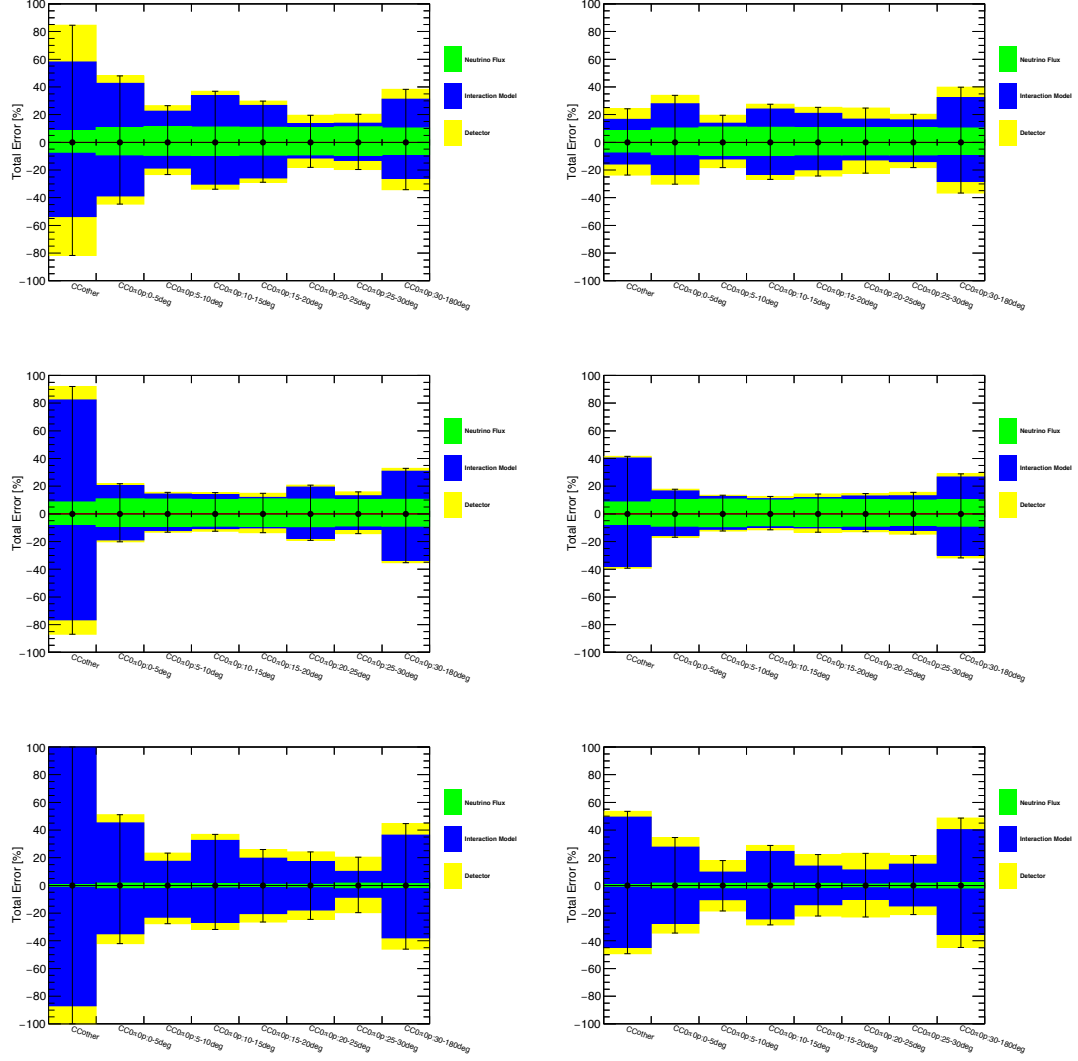 100
80
60
40
20
0
−20
−40
−60
−80
−100
Total Error [%]
CCother
CC0π0p:0-5deg
CC0π0p:5-10deg
CC0π0p:10-15deg
CC0π0p:15-20deg
CC0π0p:20-25deg
CC0π0p:25-30deg
CC0π0p:30-180deg
Neutrino Flux
Interaction Model
Detector
100
80
60
40
20
0
−20
−40
−60
−80
−100
Total Error [%]
CCother
CC0π0p:0-5deg
CC0π0p:5-10deg
CC0π0p:10-15deg
CC0π0p:15-20deg
CC0π0p:20-25deg
CC0π0p:25-30deg
CC0π0p:30-180deg
Neutrino Flux
Interaction Model
Detector
100
80
60
40
20
0
−20
−40
−60
−80
−100
Total Error [%]
CCother
CC0π0p:0-5deg
CC0π0p:5-10deg
CC0π0p:10-15deg
CC0π0p:15-20deg
CC0π0p:20-25deg
CC0π0p:25-30deg
CC0π0p:30-180deg
Neutrino Flux
Interaction Model
Detector
100
80
60
40
20
0
−20
−40
−60
−80
−100
Total Error [%]
CCother
CC0π0p:0-5deg
CC0π0p:5-10deg
CC0π0p:10-15deg
CC0π0p:15-20deg
CC0π0p:20-25deg
CC0π0p:25-30deg
CC0π0p:30-180deg
Neutrino Flux
Interaction Model
Detector
100
80
60
40
20
0
−20
−40
−60
−80
−100
Total Error [%]
CCother
CC0π0p:0-5deg
CC0π0p:5-10deg
CC0π0p:10-15deg
CC0π0p:15-20deg
CC0π0p:20-25deg
CC0π0p:25-30deg
CC0π0p:30-180deg
Neutrino Flux
Interaction Model
Detector
100
80
60
40
20
0
−20
−40
−60
−80
−100
Total Error [%]
CCother
CC0π0p:0-5deg
CC0π0p:5-10deg
CC0π0p:10-15deg
CC0π0p:15-20deg
CC0π0p:20-25deg
CC0π0p:25-30deg
CC0π0p:30-180deg
Neutrino Flux
Interaction Model
Detector